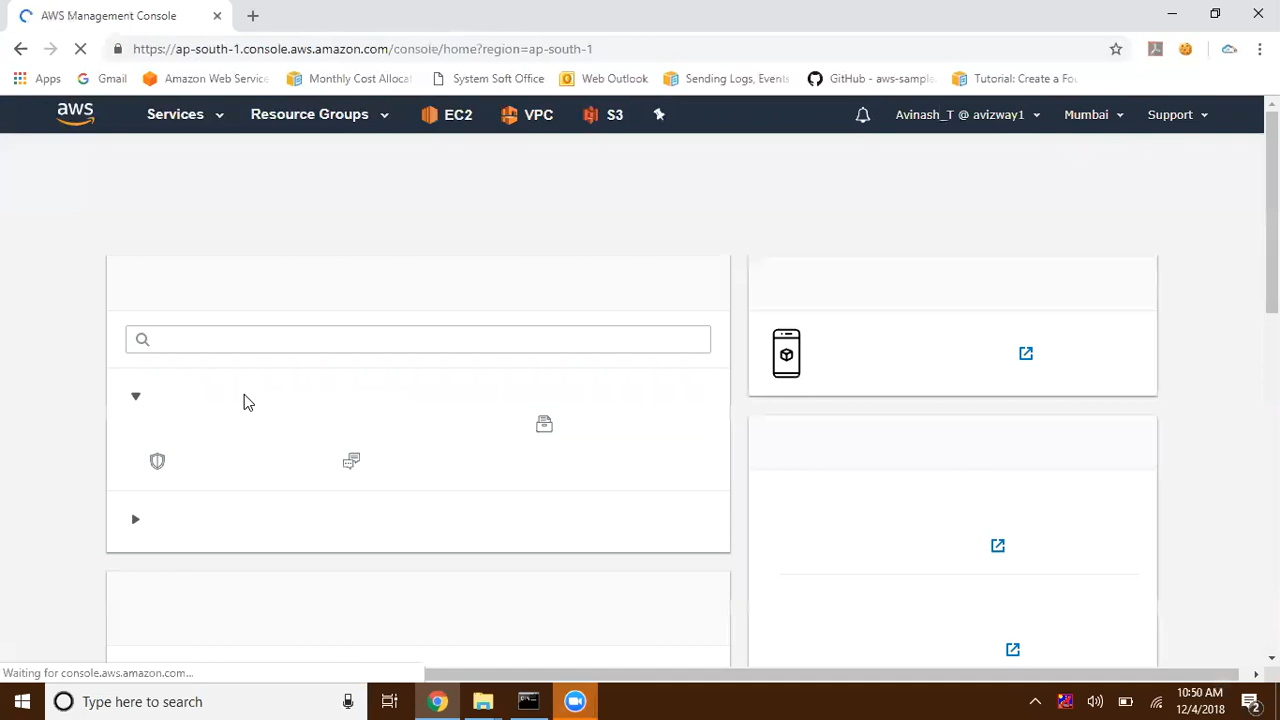 AWS Management Console
https://ap-south-1.console.aws.amazon.com/console/home?region=ap-south-1
Apps Gmail Amazon Web Service Monthly Cost Allocat System Soft Office Web Outlook Sending Logs, Events GitHub - aws-sample Tutorial: Create a Fou
aws Services Resource Groups EC2 VPC S3 Avinash_T @ avizway1 Mumbai Support
Waiting for console.aws.amazon.com...
Type here to search
10:50 AM
12/4/2018
2